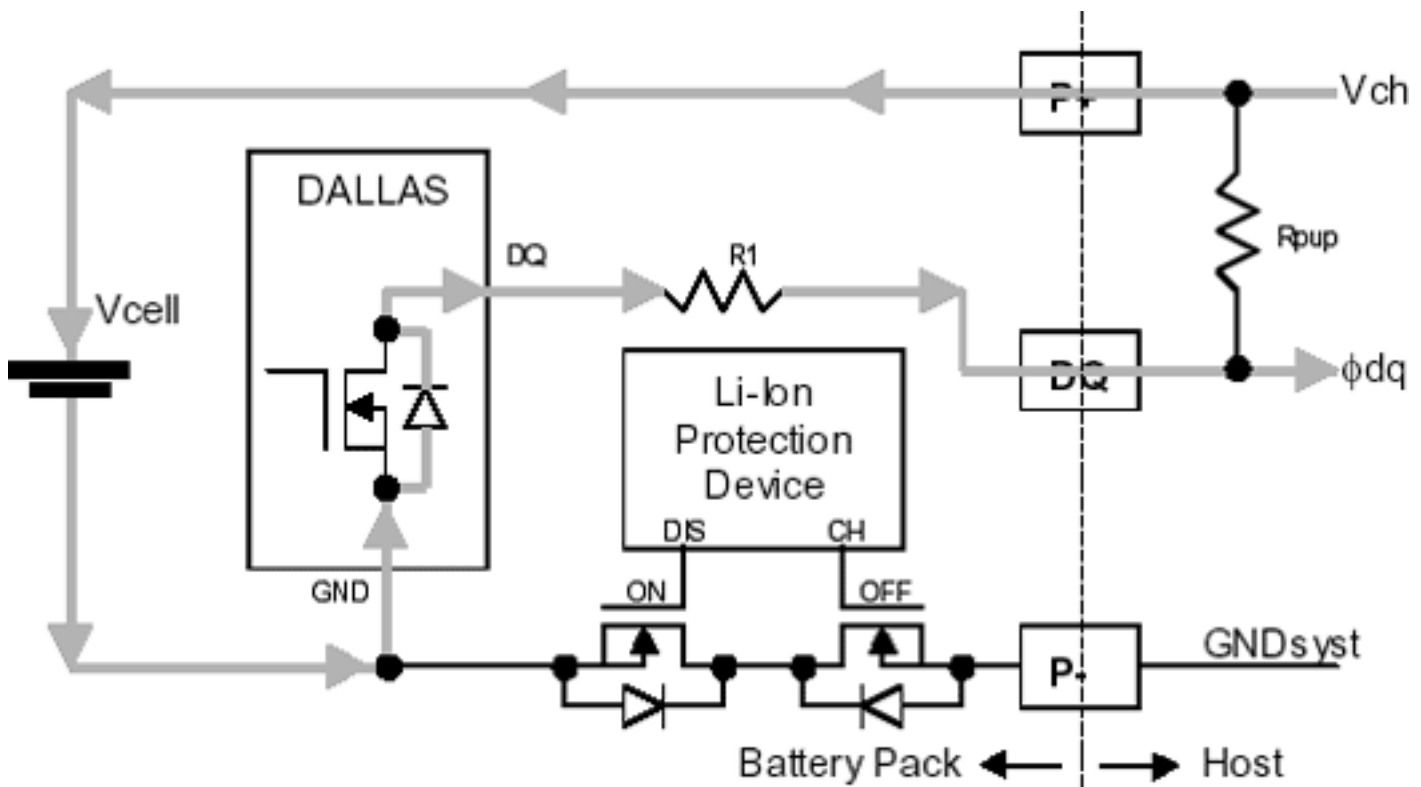 P+
Vch
DALLAS
DQ
R1
Rpup
Vcell
DQ
ϕdq
Li-Ion
Protection
Device
DIS
CH
GND
ON
OFF
P-
GNDsyst
Battery Pack
Host